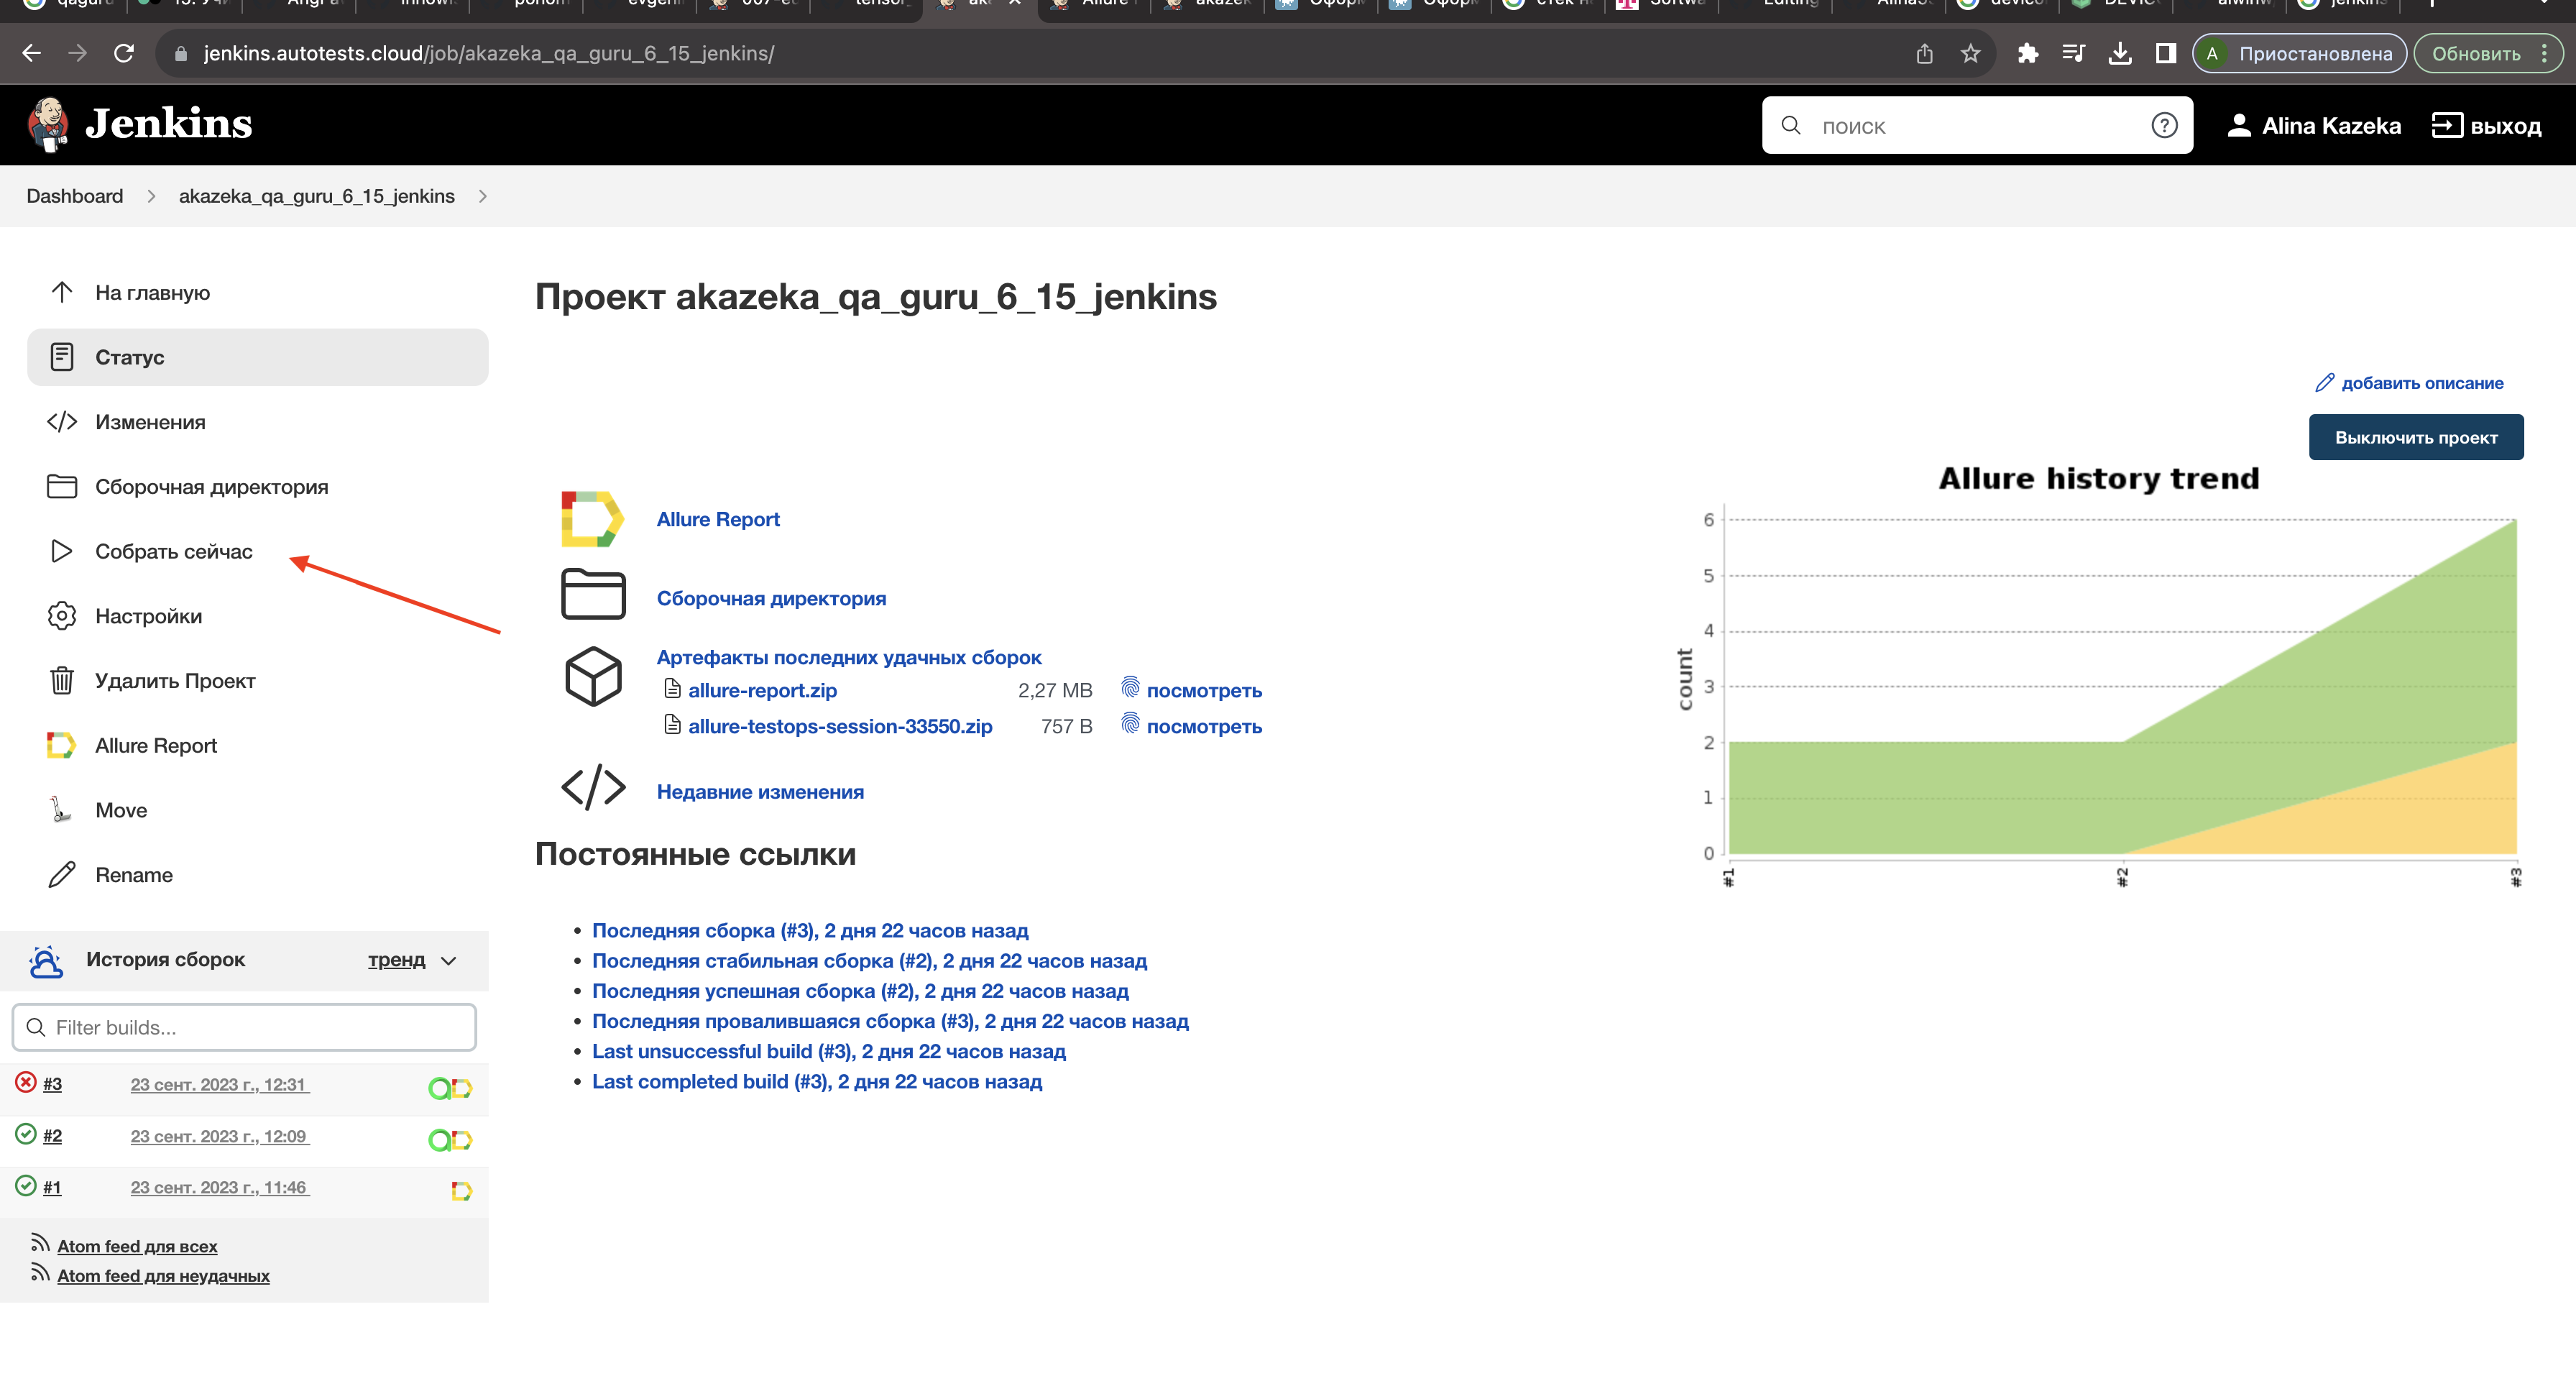 jenkins.autotests.cloud/job/akazeka_qa_guru_6_15_jenkins/
A Приостановлена
Обновить
Jenkins
поиск
Alina Kazeka
выход
Dashboard
akazeka_qa_guru_6_15_jenkins
На главную
Статус
Изменения
Сборочная директория
Собрать сейчас
Настройки
Удалить Проект
Allure Report
Move
Rename
История сборок
тренд
Filter builds...
#3 23 сент. 2023 г., 12:31
#2 23 сент. 2023 г., 12:09
#1 23 сент. 2023 г., 11:46
Atom feed для всех
Atom feed для неудачных
Проект akazeka_qa_guru_6_15_jenkins
добавить описание
Выключить проект
Allure Report
Сборочная директория
Артефакты последних удачных сборок
allure-report.zip 2,27 MB посмотреть
allure-testops-session-33550.zip 757 B посмотреть
Недавние изменения
Постоянные ссылки
Последняя сборка (#3), 2 дня 22 часов назад
Последняя стабильная сборка (#2), 2 дня 22 часов назад
Последняя успешная сборка (#2), 2 дня 22 часов назад
Последняя провалившаяся сборка (#3), 2 дня 22 часов назад
Last unsuccessful build (#3), 2 дня 22 часов назад
Last completed build (#3), 2 дня 22 часов назад
Allure history trend
6
5
4
3
2
1
0
count
#1
#2
#3